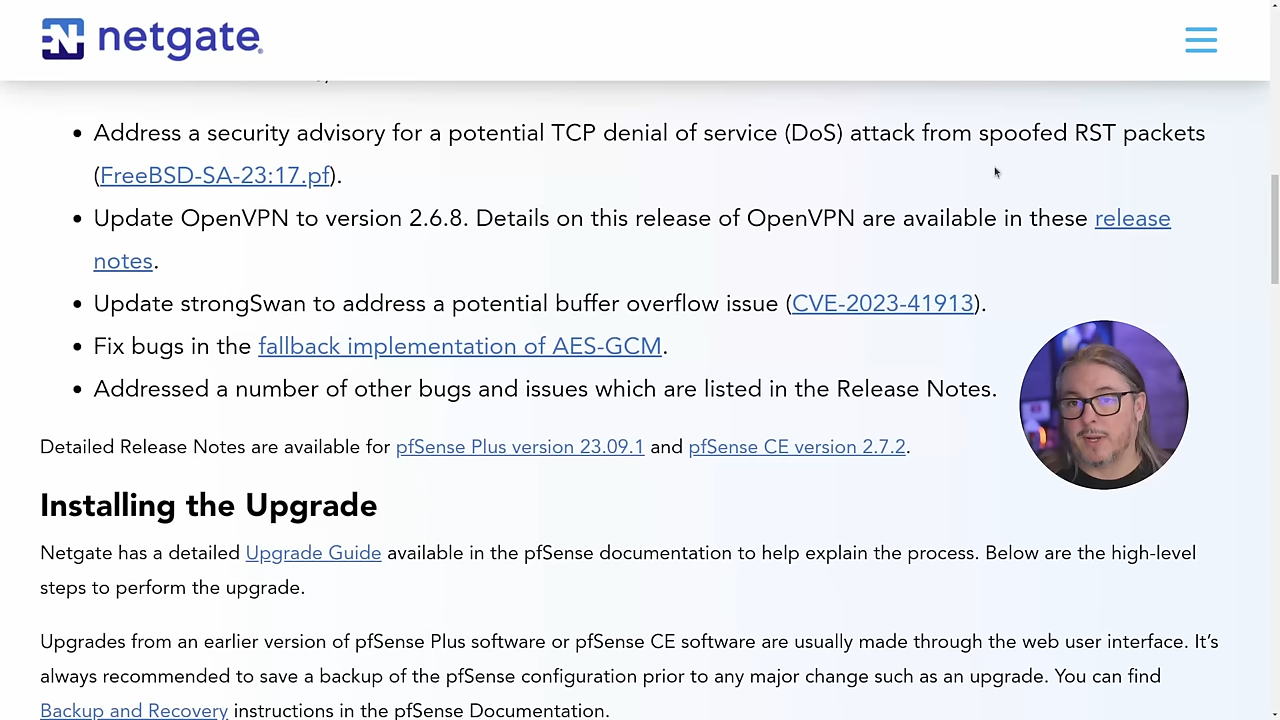 netgate
• Address a security advisory for a potential TCP denial of service (DoS) attack from spoofed RST packets
(FreeBSD-SA-23:17.pf).
• Update OpenVPN to version 2.6.8. Details on this release of OpenVPN are available in these release
notes.
• Update strongSwan to address a potential buffer overflow issue (CVE-2023-41913).
• Fix bugs in the fallback implementation of AES-GCM.
• Addressed a number of other bugs and issues which are listed in the Release Notes.
Detailed Release Notes are available for pfSense Plus version 23.09.1 and pfSense CE version 2.7.2.
Installing the Upgrade
Netgate has a detailed Upgrade Guide available in the pfSense documentation to help explain the process. Below are the high-level
steps to perform the upgrade.
Upgrades from an earlier version of pfSense Plus software or pfSense CE software are usually made through the web user interface. It’s
always recommended to save a backup of the pfSense configuration prior to any major change such as an upgrade. You can find
Backup and Recovery instructions in the pfSense Documentation.